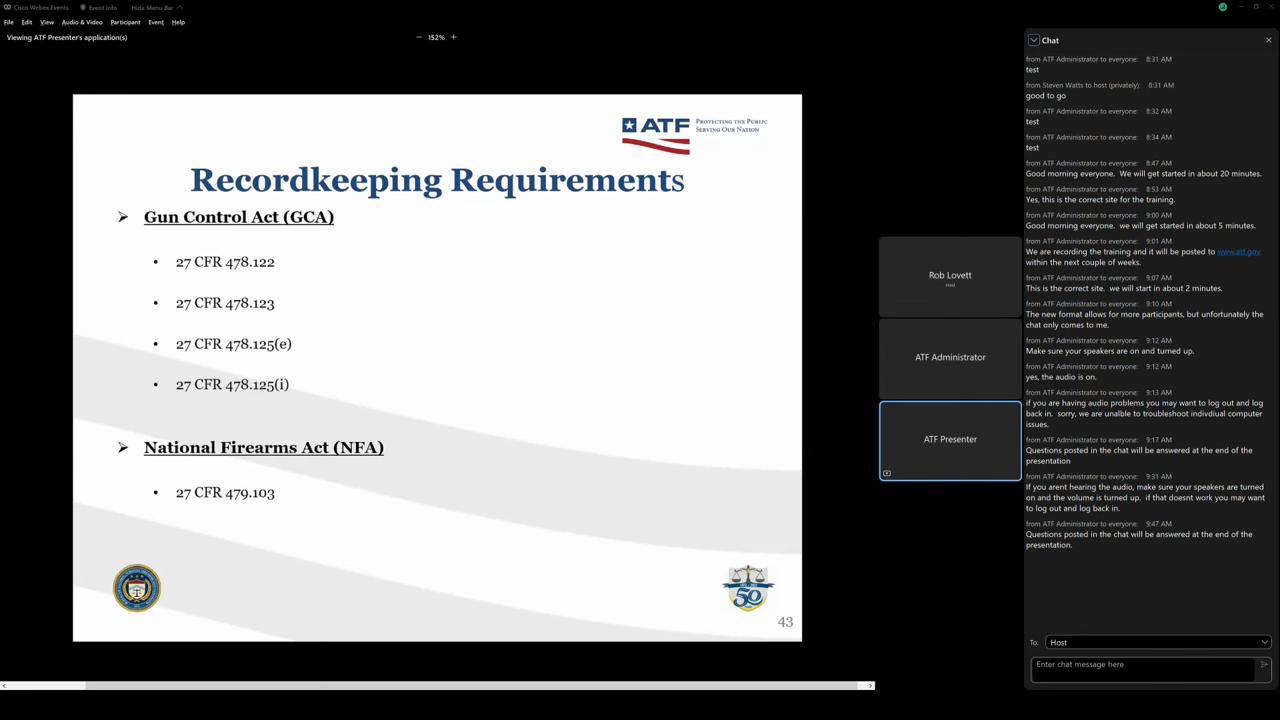 Cisco Webex Events
Event Info
Hide Menu Bar
File Edit View Audio & Video Participant Event Help
Viewing ATF Presenter's application(s)
152%
ATF
PROTECTING THE PUBLIC
SERVING OUR NATION
Recordkeeping Requirements
Gun Control Act (GCA)
• 27 CFR 478.122
• 27 CFR 478.123
• 27 CFR 478.125(e)
• 27 CFR 478.125(i)
National Firearms Act (NFA)
• 27 CFR 479.103
50
43
Rob Lovett
Host
ATF Administrator
ATF Presenter
Chat
from ATF Administrator to everyone: 8:31 AM
test
from Steven Watts to host (privately): 8:31 AM
good to go
from ATF Administrator to everyone: 8:32 AM
test
from ATF Administrator to everyone: 8:34 AM
test
from ATF Administrator to everyone: 8:47 AM
Good morning everyone. We will get started in about 20 minutes.
from ATF Administrator to everyone: 8:53 AM
Yes, this is the correct site for the training.
from ATF Administrator to everyone: 9:00 AM
Good morning everyone. we will get started in about 5 minutes.
from ATF Administrator to everyone: 9:01 AM
We are recording the training and it will be posted to www.atf.gov
within the next couple of weeks.
from ATF Administrator to everyone: 9:07 AM
This is the correct site. we will start in about 2 minutes.
from ATF Administrator to everyone: 9:10 AM
The new format allows for more participants, but unfortunately the
chat only comes to me.
from ATF Administrator to everyone: 9:12 AM
Make sure your speakers are on and turned up.
from ATF Administrator to everyone: 9:12 AM
yes, the audio is on.
from ATF Administrator to everyone: 9:13 AM
if you are having audio problems you may want to log out and log
back in. sorry, we are unable to troubleshoot indivdiual computer
issues.
from ATF Administrator to everyone: 9:17 AM
Questions posted in the chat will be answered at the end of the
presentation
from ATF Administrator to everyone: 9:31 AM
If you arent hearing the audio, make sure your speakers are turned
on and the volume is turned up. if that doesnt work you may want
to log out and log back in.
from ATF Administrator to everyone: 9:47 AM
Questions posted in the chat will be answered at the end of the
presentation.
To: Host
Enter chat message here